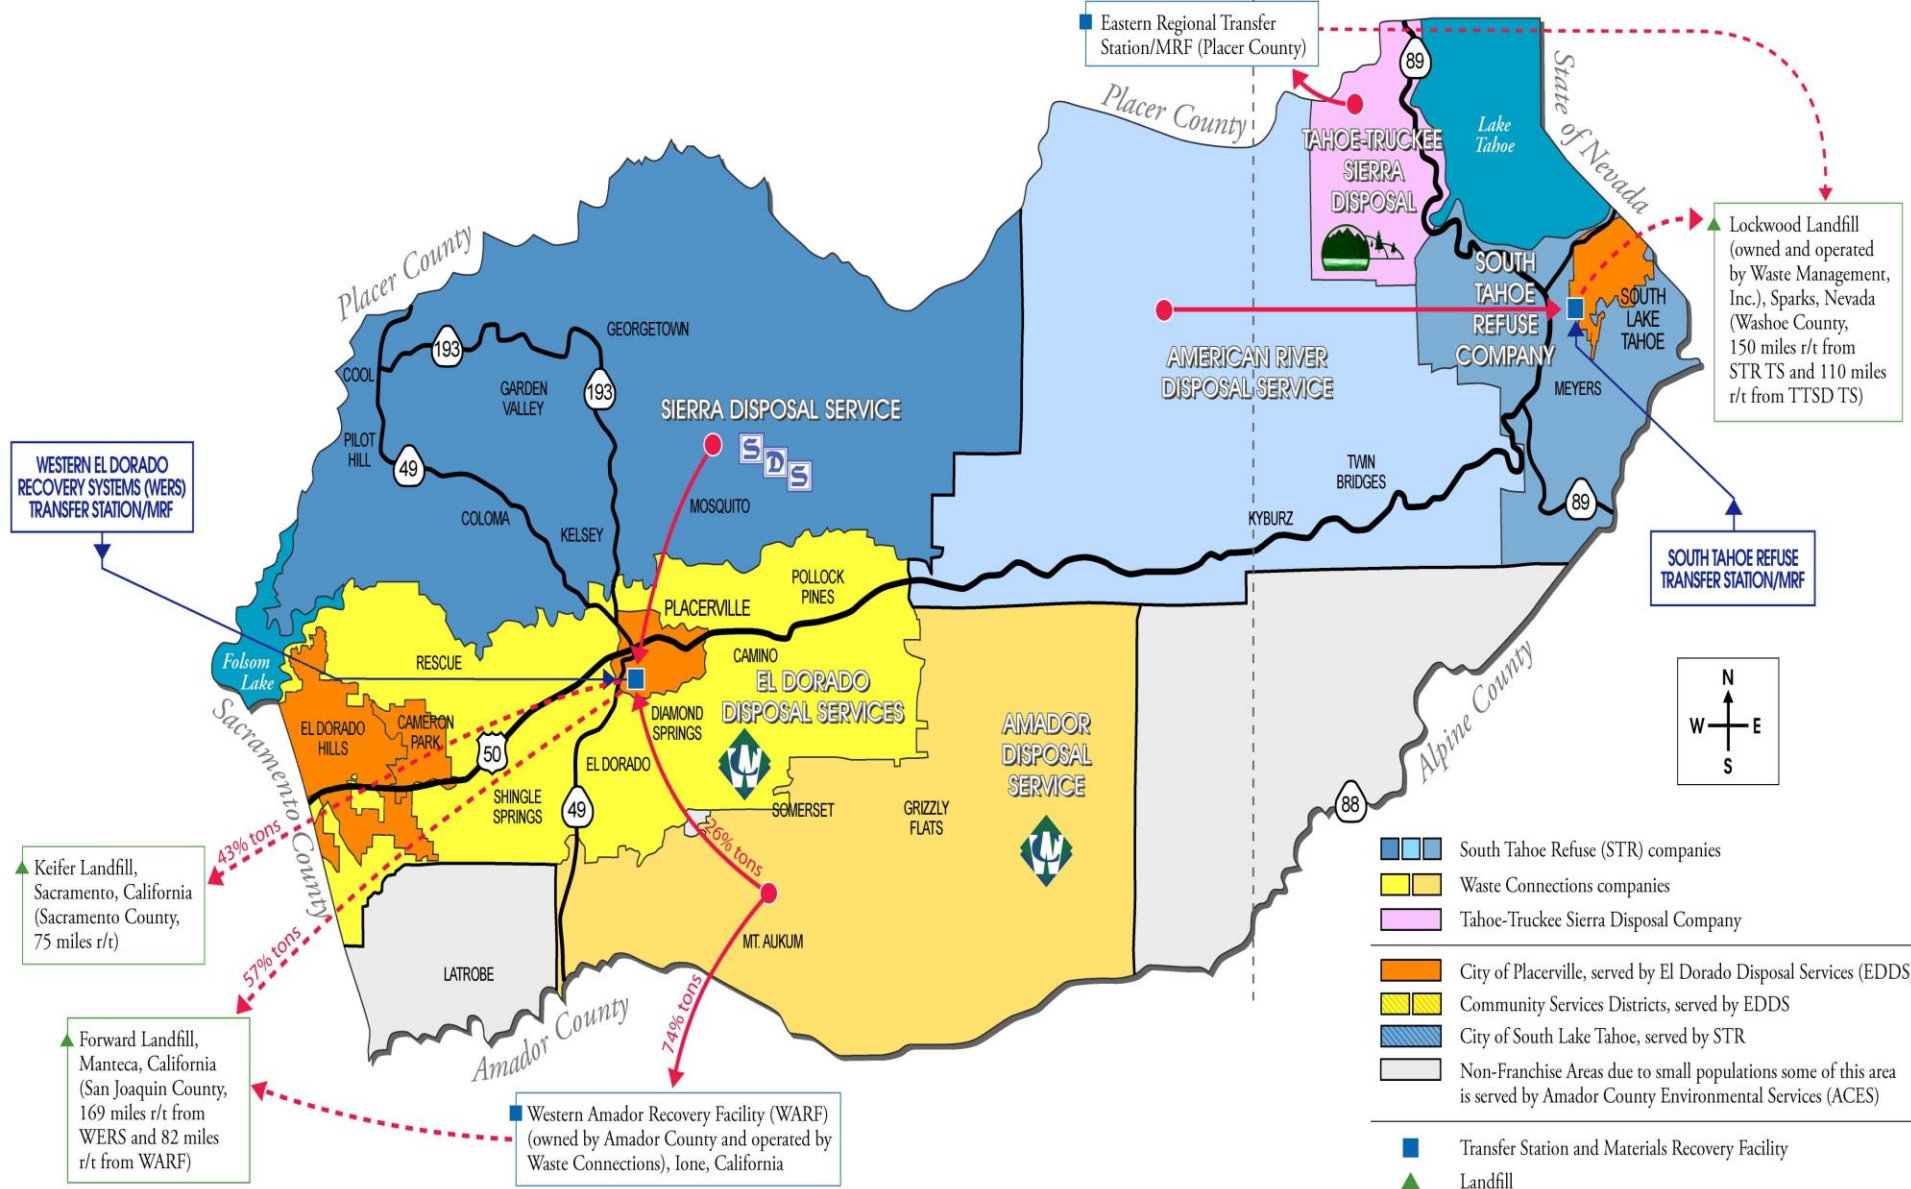 Eastern Regional Transfer
Station/MRF (Placer County)
89
Placer County
State of Nevada
Lake
Tahoe
TAHOE-TRUCKEE
SIERRA
DISPOSAL
Lockwood Landfill
(owned and operated
by Waste Management,
Inc.), Sparks, Nevada
(Washoe County,
150 miles r/t from
STR TS and 110 miles
r/t from TTSD TS)
Placer County
SOUTH
TAHOE
REFUSE
COMPANY
SOUTH
LAKE
TAHOE
193
GEORGETOWN
COOL
GARDEN
VALLEY
193
SIERRA DISPOSAL SERVICE
SDS
AMERICAN RIVER
DISPOSAL SERVICE
MEYERS
PILOT
HILL
49
WESTERN EL DORADO
RECOVERY SYSTEMS (WERS)
TRANSFER STATION/MRF
COLOMA
KELSEY
MOSQUITO
TWIN
BRIDGES
KYBURZ
89
SOUTH TAHOE REFUSE
TRANSFER STATION/MRF
POLLOCK
PINES
PLACERVILLE
Folsom
Lake
RESCUE
CAMINO
EL DORADO
DISPOSAL SERVICES
DIAMOND
SPRINGS
EL DORADO
HILLS
CAMERON
PARK
50
EL DORADO
SHINGLE
SPRINGS
49
SOMERSET
GRIZZLY
FLATS
AMADOR
DISPOSAL
SERVICE
Sacramento County
Alpine County
88
N
W E
S
43% tons
26% tons
57% tons
74% tons
Keifer Landfill,
Sacramento, California
(Sacramento County,
75 miles r/t)
LATROBE
MT. AUKUM
Amador County
Forward Landfill,
Manteca, California
(San Joaquin County,
169 miles r/t from
WERS and 82 miles
r/t from WARF)
Western Amador Recovery Facility (WARF)
(owned by Amador County and operated by
Waste Connections), Ione, California
South Tahoe Refuse (STR) companies
Waste Connections companies
Tahoe-Truckee Sierra Disposal Company
City of Placerville, served by El Dorado Disposal Services (EDDS)
Community Services Districts, served by EDDS
City of South Lake Tahoe, served by STR
Non-Franchise Areas due to small populations some of this area
is served by Amador County Environmental Services (ACES)
Transfer Station and Materials Recovery Facility
Landfill